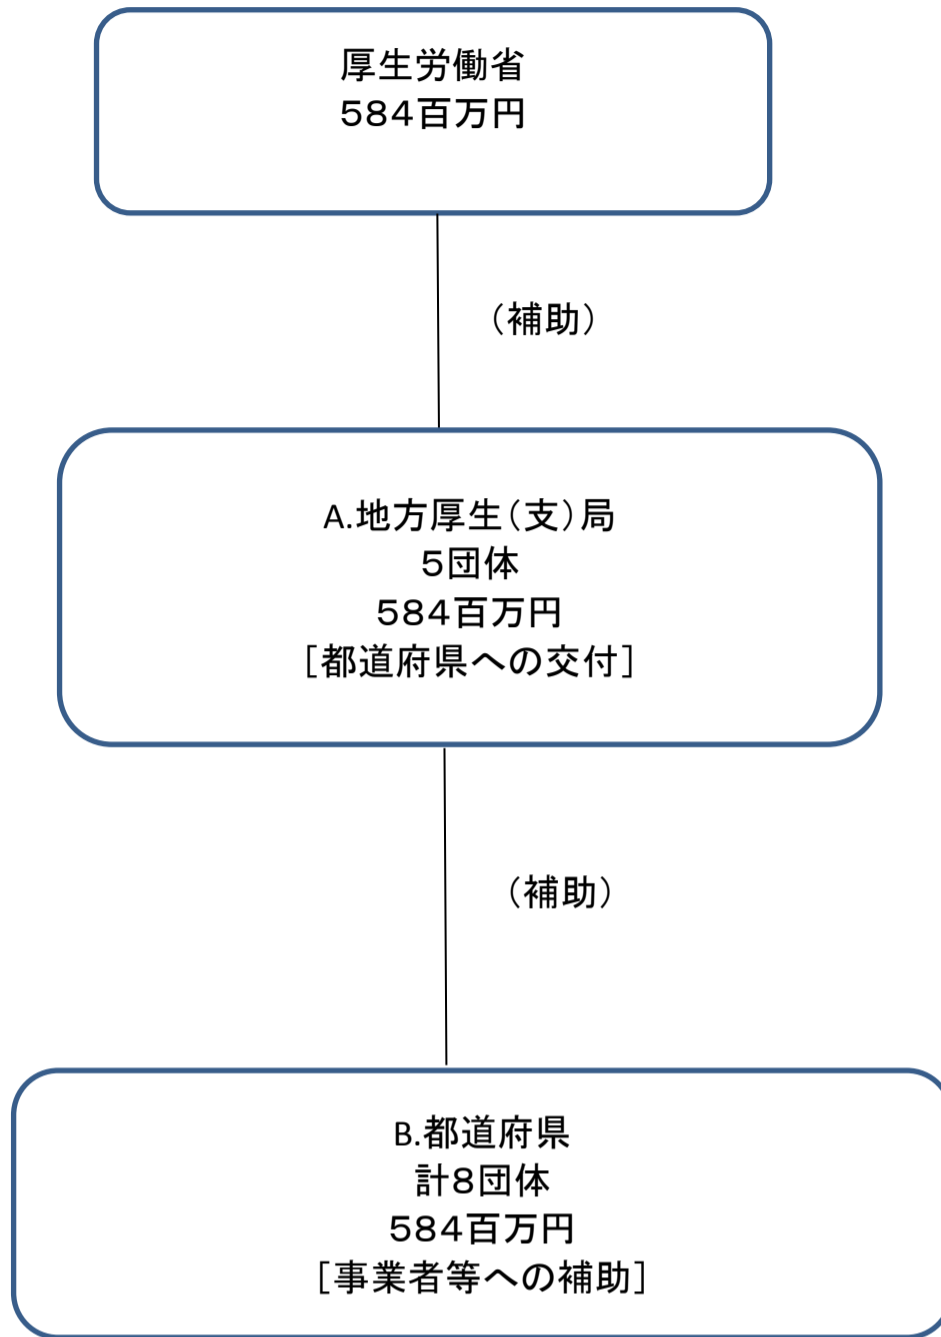 厚生労働省
584百万円
（補助）
A.地方厚生（支）局
5団体
584百万円
［都道府県への交付］
（補助）
B.都道府県
計8団体
584百万円
［事業者等への補助］